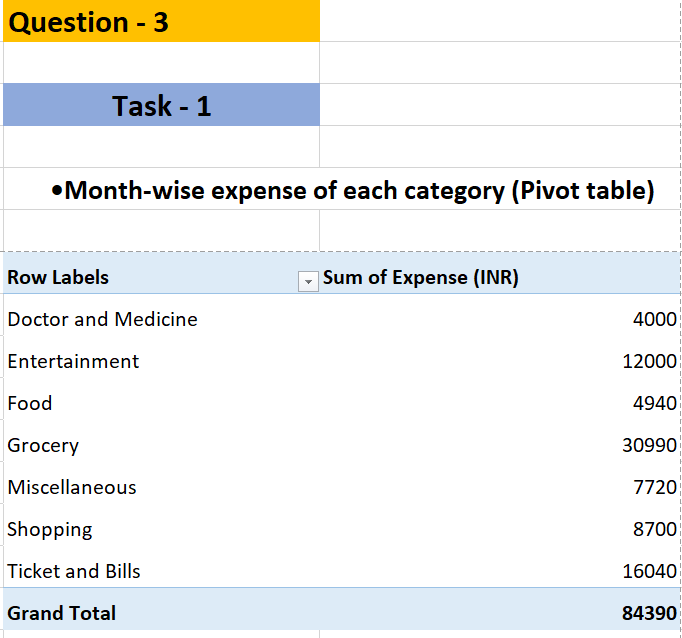 Question - 3
Task - 1
•Month-wise expense of each category (Pivot table)
Row Labels Sum of Expense (INR)
Doctor and Medicine 4000
Entertainment 12000
Food 4940
Grocery 30990
Miscellaneous 7720
Shopping 8700
Ticket and Bills 16040
Grand Total 84390